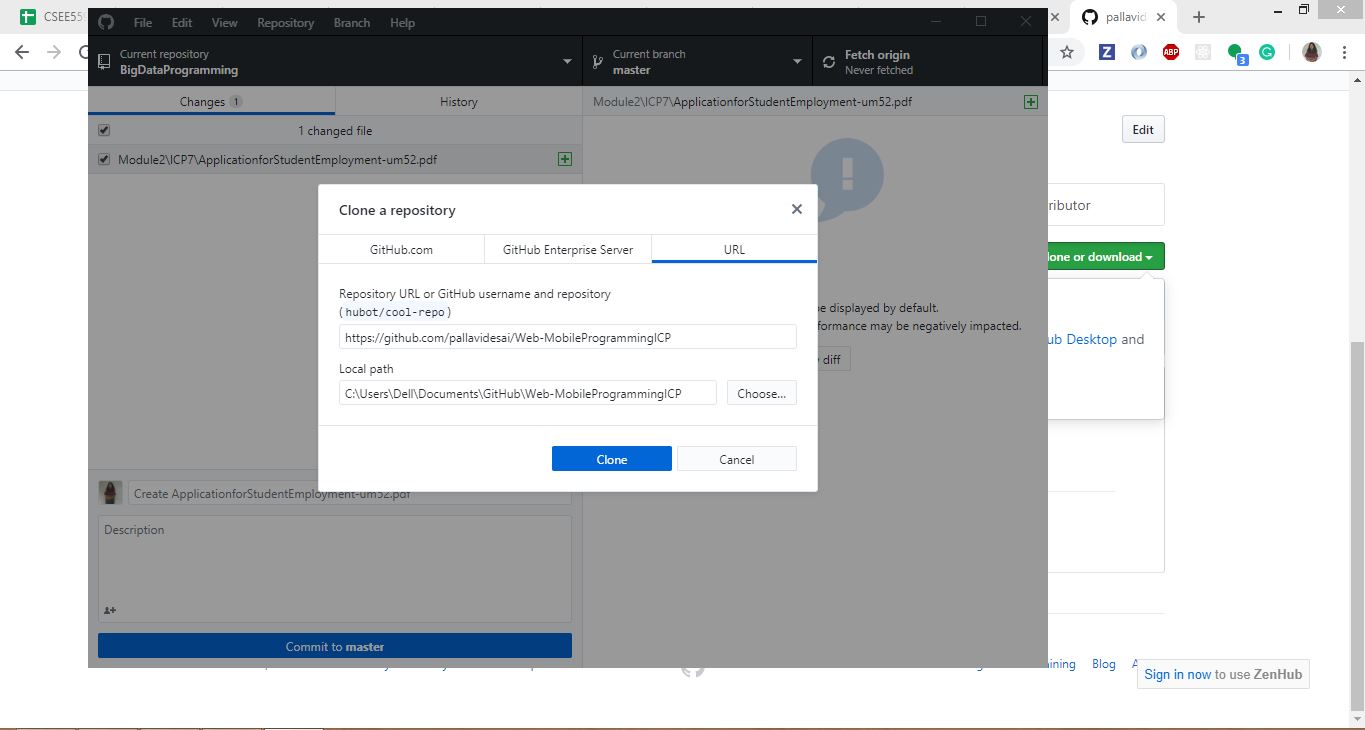 CSEE55
File Edit View Repository Branch Help
pallavid
Current repository
BigDataProgramming
Current branch
master
Fetch origin
Never fetched
ABP
3
Changes 1
History
Module2\ICP7\ApplicationforStudentEmployment-um52.pdf
1 changed file
Module2\ICP7\ApplicationforStudentEmployment-um52.pdf
Edit
Clone a repository
ributor
GitHub.com
GitHub Enterprise Server
URL
lone or download
Repository URL or GitHub username and repository
(hubot/cool-repo)
be displayed by default.
formance may be negatively impacted.
https://github.com/pallavidesai/Web-MobileProgrammingICP
ub Desktop and
diff
Local path
C:\Users\Dell\Documents\GitHub\Web-MobileProgrammingICP
Choose...
Clone
Cancel
Create ApplicationforStudentEmployment-um52.pdf
Description
Commit to master
ining Blog
Sign in now to use ZenHub